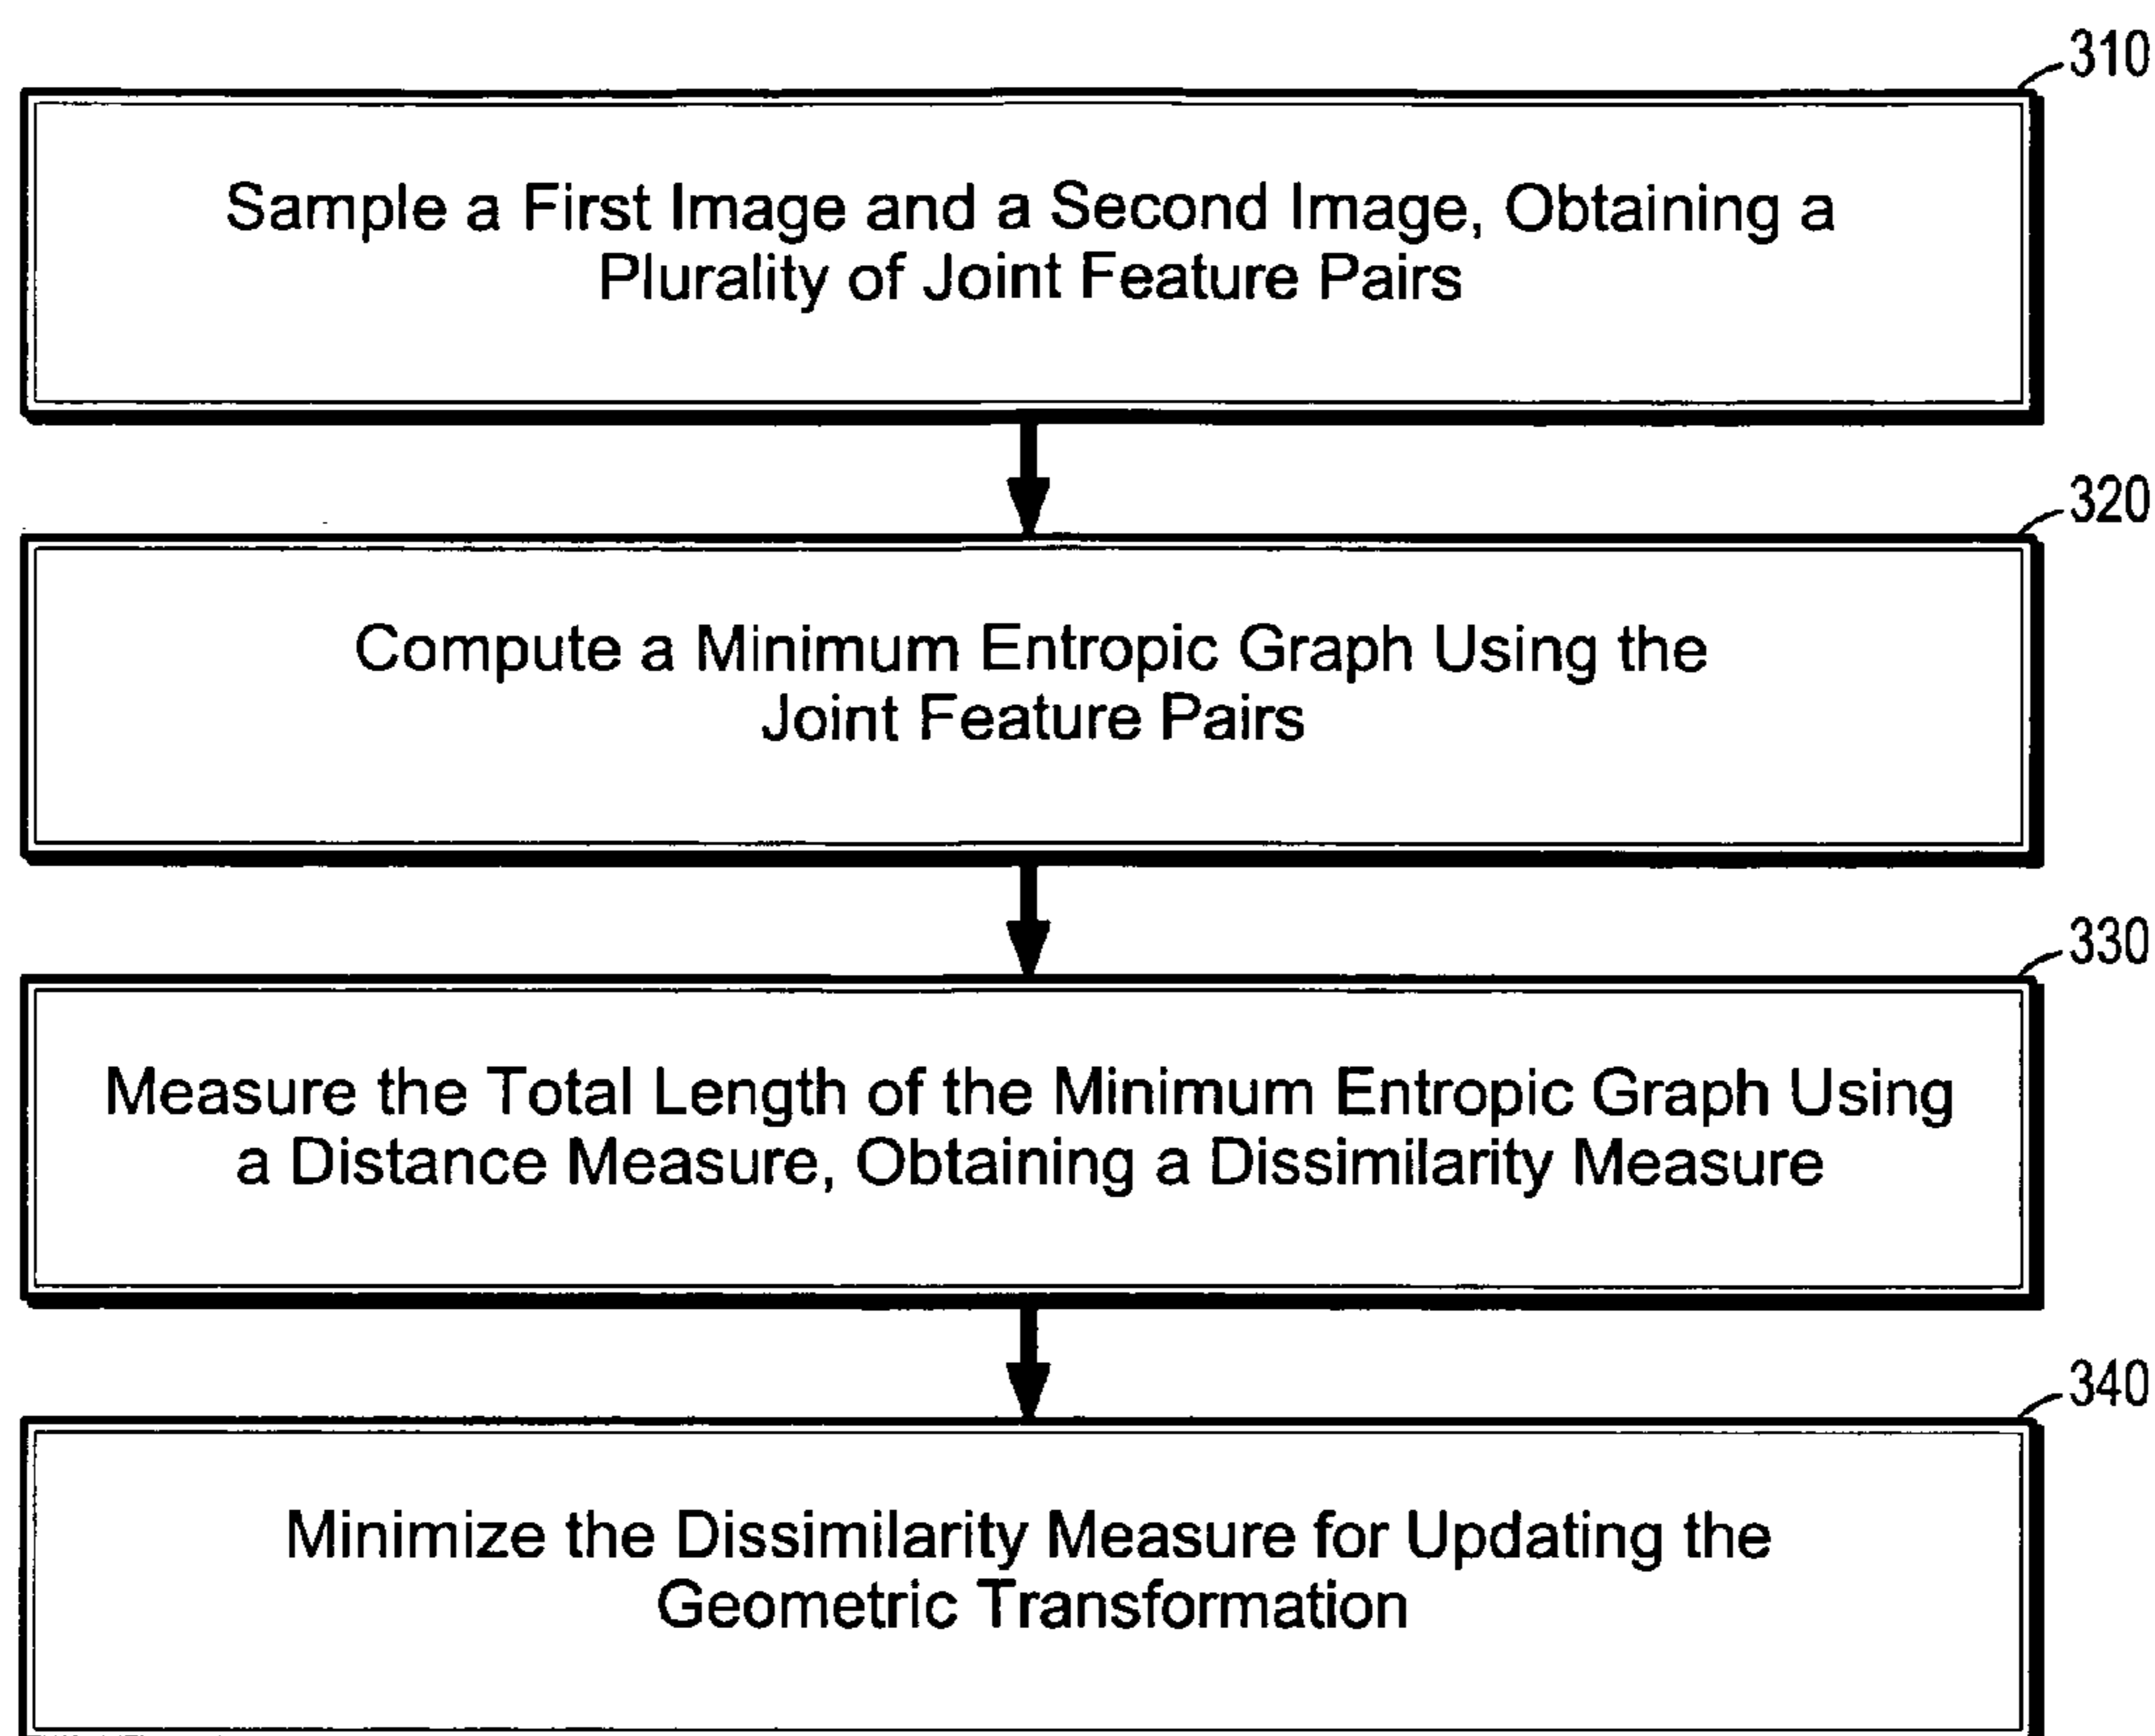 310
Sample a First Image and a Second Image, Obtaining a
Plurality of Joint Feature Pairs
320
Compute a Minimum Entropic Graph Using the
Joint Feature Pairs
330
Measure the Total Length of the Minimum Entropic Graph Using
a Distance Measure, Obtaining a Dissimilarity Measure
340
Minimize the Dissimilarity Measure for Updating the
Geometric Transformation